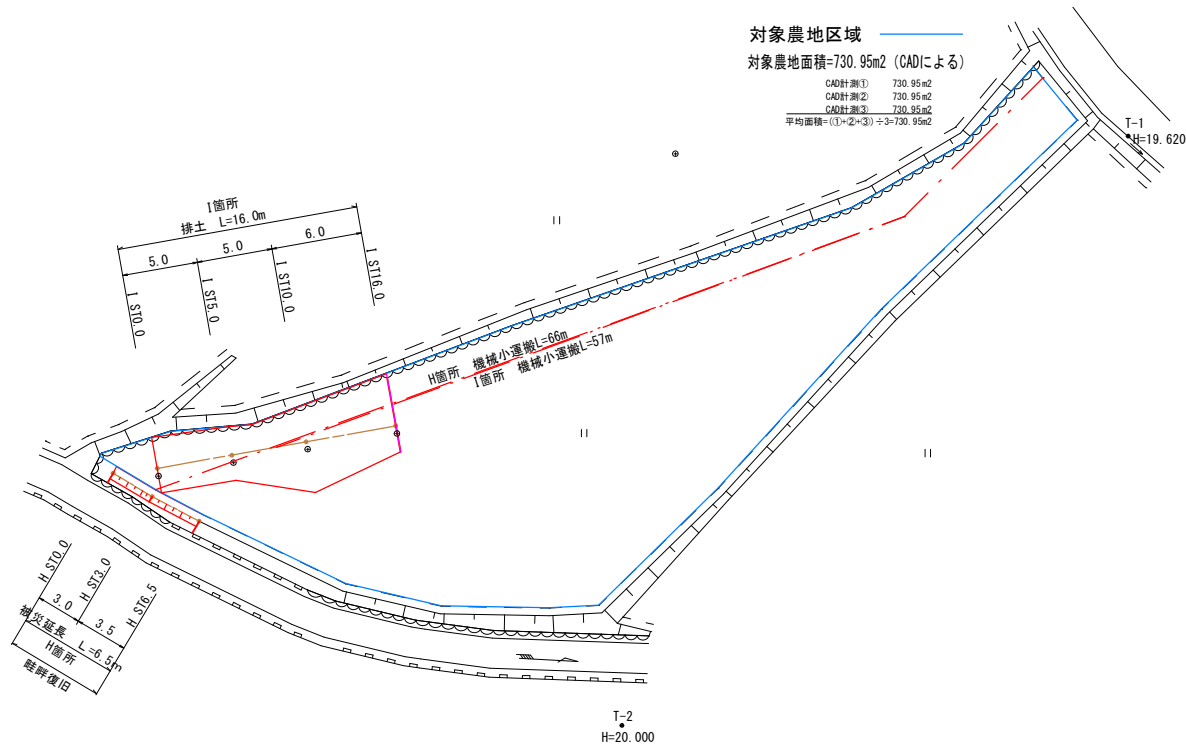 対象農地区域
対象農地面積=730.95m2 (CADによる)
CAD計測① 730.95m2
CAD計測② 730.95m2
CAD計測③ 730.95m2
平均面積=(①+②+③)÷3=730.95m2
T-1
H=19.620
I箇所
排土 L=16.0m
5.0
5.0
6.0
I ST0.0
I ST5.0
I ST10.0
I ST16.0
H箇所 機械小運搬L=66m
I箇所 機械小運搬L=57m
H ST0.0
H ST3.0
H ST6.5
3.0
3.5
被災延長 L=6.5m
H箇所
畦畔復旧
T-2
H=20.000